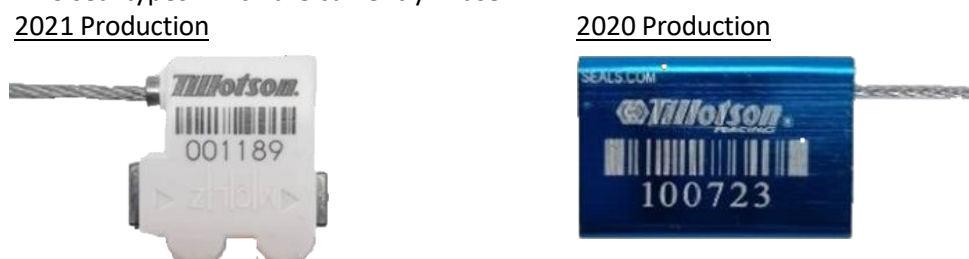 2021 Production
2020 Production
Tillotson.
001189
SEALS.COM
Tillotson
RACING
100723